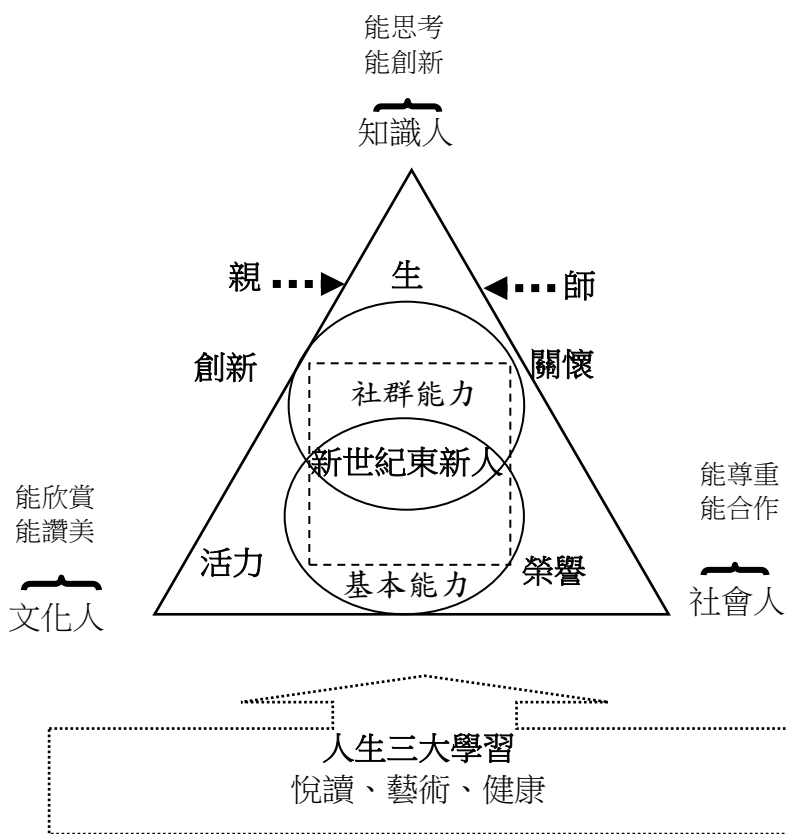 能思考
能創新
知識人
親
生
師
創新
關懷
社群能力
新世紀東新人
能欣賞
能讚美
能尊重
能合作
活力
基本能力
榮譽
文化人
社會人
人生三大學習
悅讀、藝術、健康